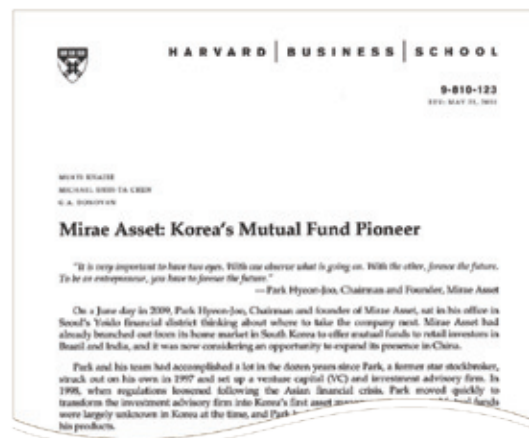 HARVARD | BUSINESS | SCHOOL
9-810-123
REV: MAY 31,
MICHAEL SHIH-TA CHEN
G.A. DONOVAN
Mirae Asset: Korea's Mutual Fund Pioneer
"It is very important to have two eyes. With one observe what is going on. With the other, foresee the future.
To be an entrepreneur, you have to foresee the future."
—Park Hyeon-Joo, Chairman and Founder, Mirae Asset
On a June day in 2009, Park Hyeon-Joo, Chairman and founder of Mirae Asset, sat in his office in
Seoul's Yoido financial district thinking about where to take the company next. Mirae Asset had
already branched out from its home market in South Korea to offer mutual funds to retail investors in
Brazil and India, and it was now considering an opportunity to expand its presence in China.
Park and his team had accomplished a lot in the dozen years since Park, a former star stockbroker,
struck out on his own in 1997 and set up a venture capital (VC) and investment advisory firm. In
1998, when regulations loosened following the Asian financial crisis, Park moved quickly to
transform the investment advisory firm into Korea's first asset funds
were largely unknown in Korea at the time, and Park
his products.